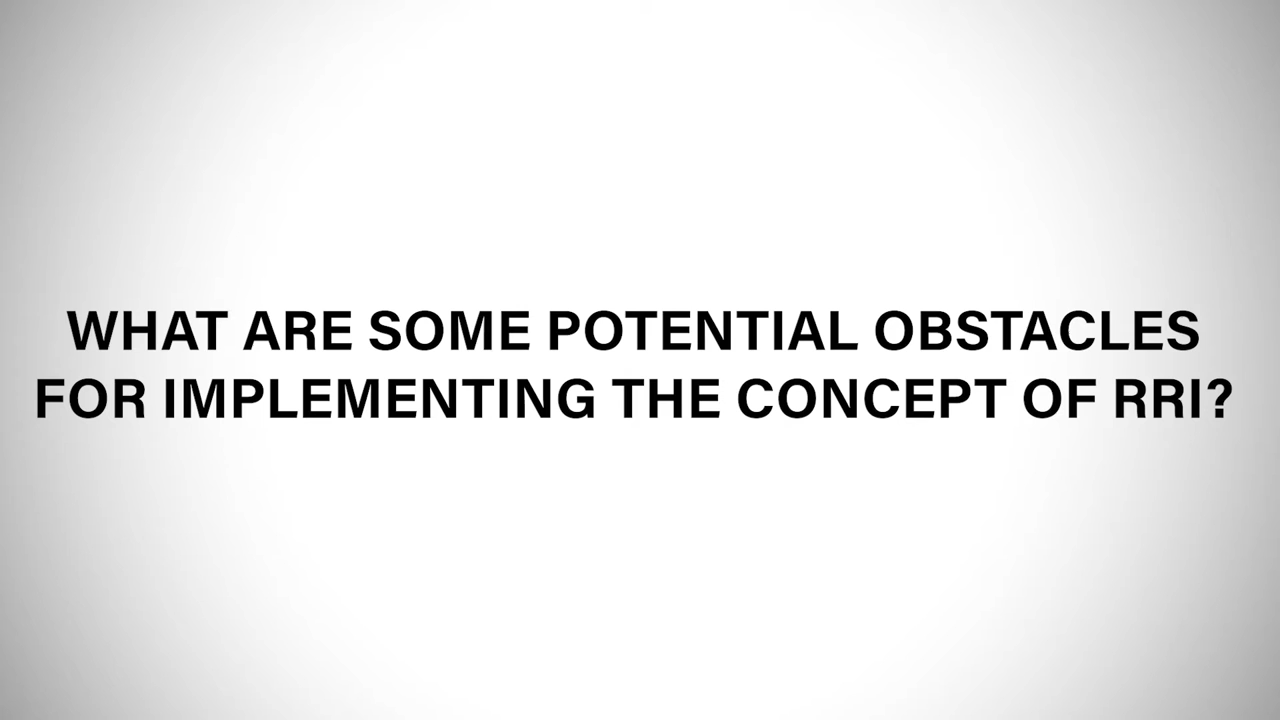 WHAT ARE SOME POTENTIAL OBSTACLES
FOR IMPLEMENTING THE CONCEPT OF RRI?